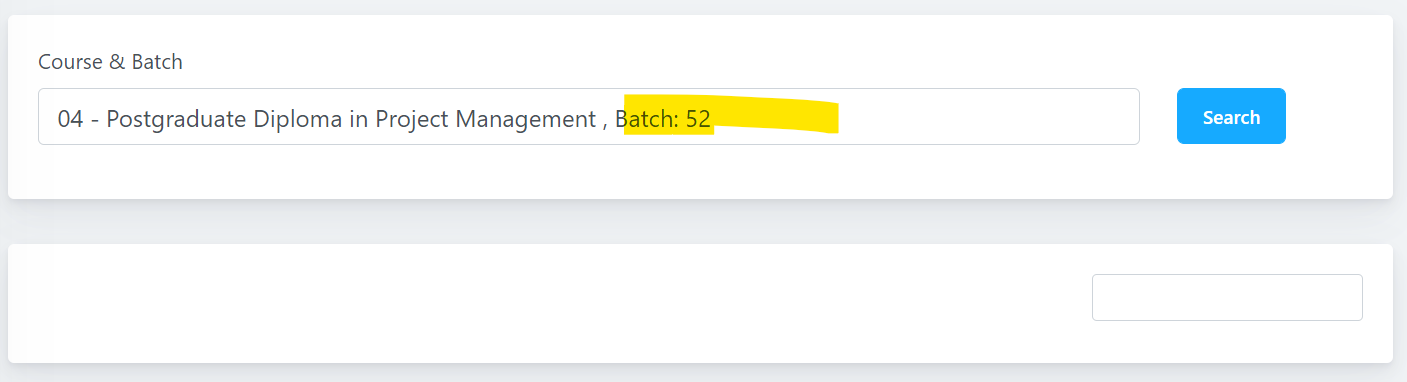 Course & Batch
04 - Postgraduate Diploma in Project Management , Batch: 52
Search